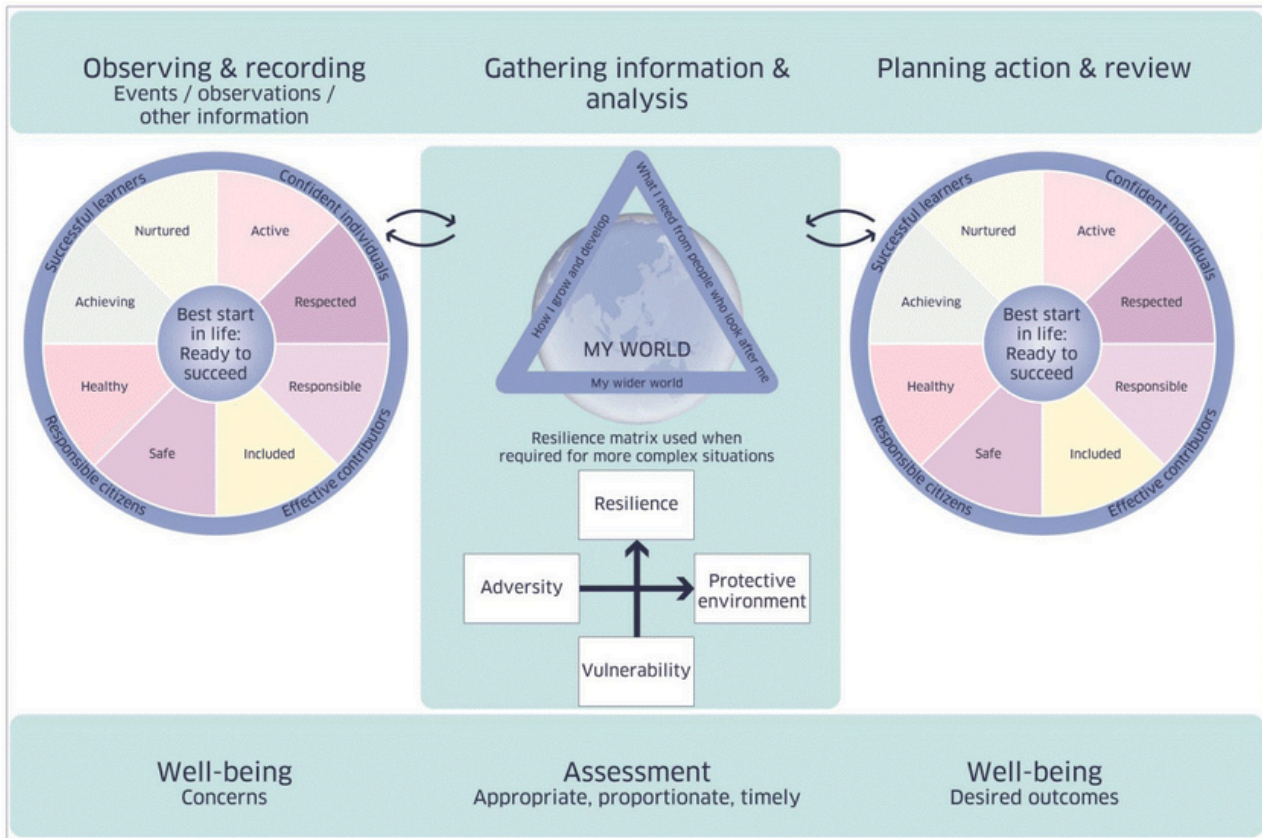 Observing & recording
Events / observations /
other information
Gathering information &
analysis
Planning action & review
Successful learners
Confident individuals
Nurtured
Active
Achieving
Respected
Best start
in life:
Ready to
succeed
Healthy
Responsible
Safe
Included
Responsible citizens
Effective contributors
How I grow and develop
What I need from people who look after me
MY WORLD
My wider world
Resilience matrix used when
required for more complex situations
Resilience
Adversity
Protective
environment
Vulnerability
Successful learners
Confident individuals
Nurtured
Active
Achieving
Respected
Best start
in life:
Ready to
succeed
Healthy
Responsible
Safe
Included
Responsible citizens
Effective contributors
Well-being
Concerns
Assessment
Appropriate, proportionate, timely
Well-being
Desired outcomes